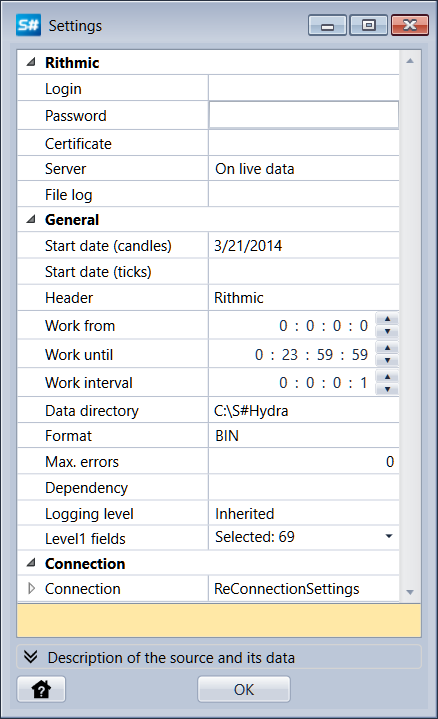 S# Settings
Rithmic
Login
Password
Certificate
Server On live data
File log
General
Start date (candles) 3/21/2014
Start date (ticks)
Header Rithmic
Work from 0 : 0 : 0 : 0
Work until 0 : 23 : 59 : 59
Work interval 0 : 0 : 0 : 1
Data directory C:\S#Hydra
Format BIN
Max. errors 0
Dependency
Logging level Inherited
Level1 fields Selected: 69
Connection
Connection ReConnectionSettings
Description of the source and its data
? OK